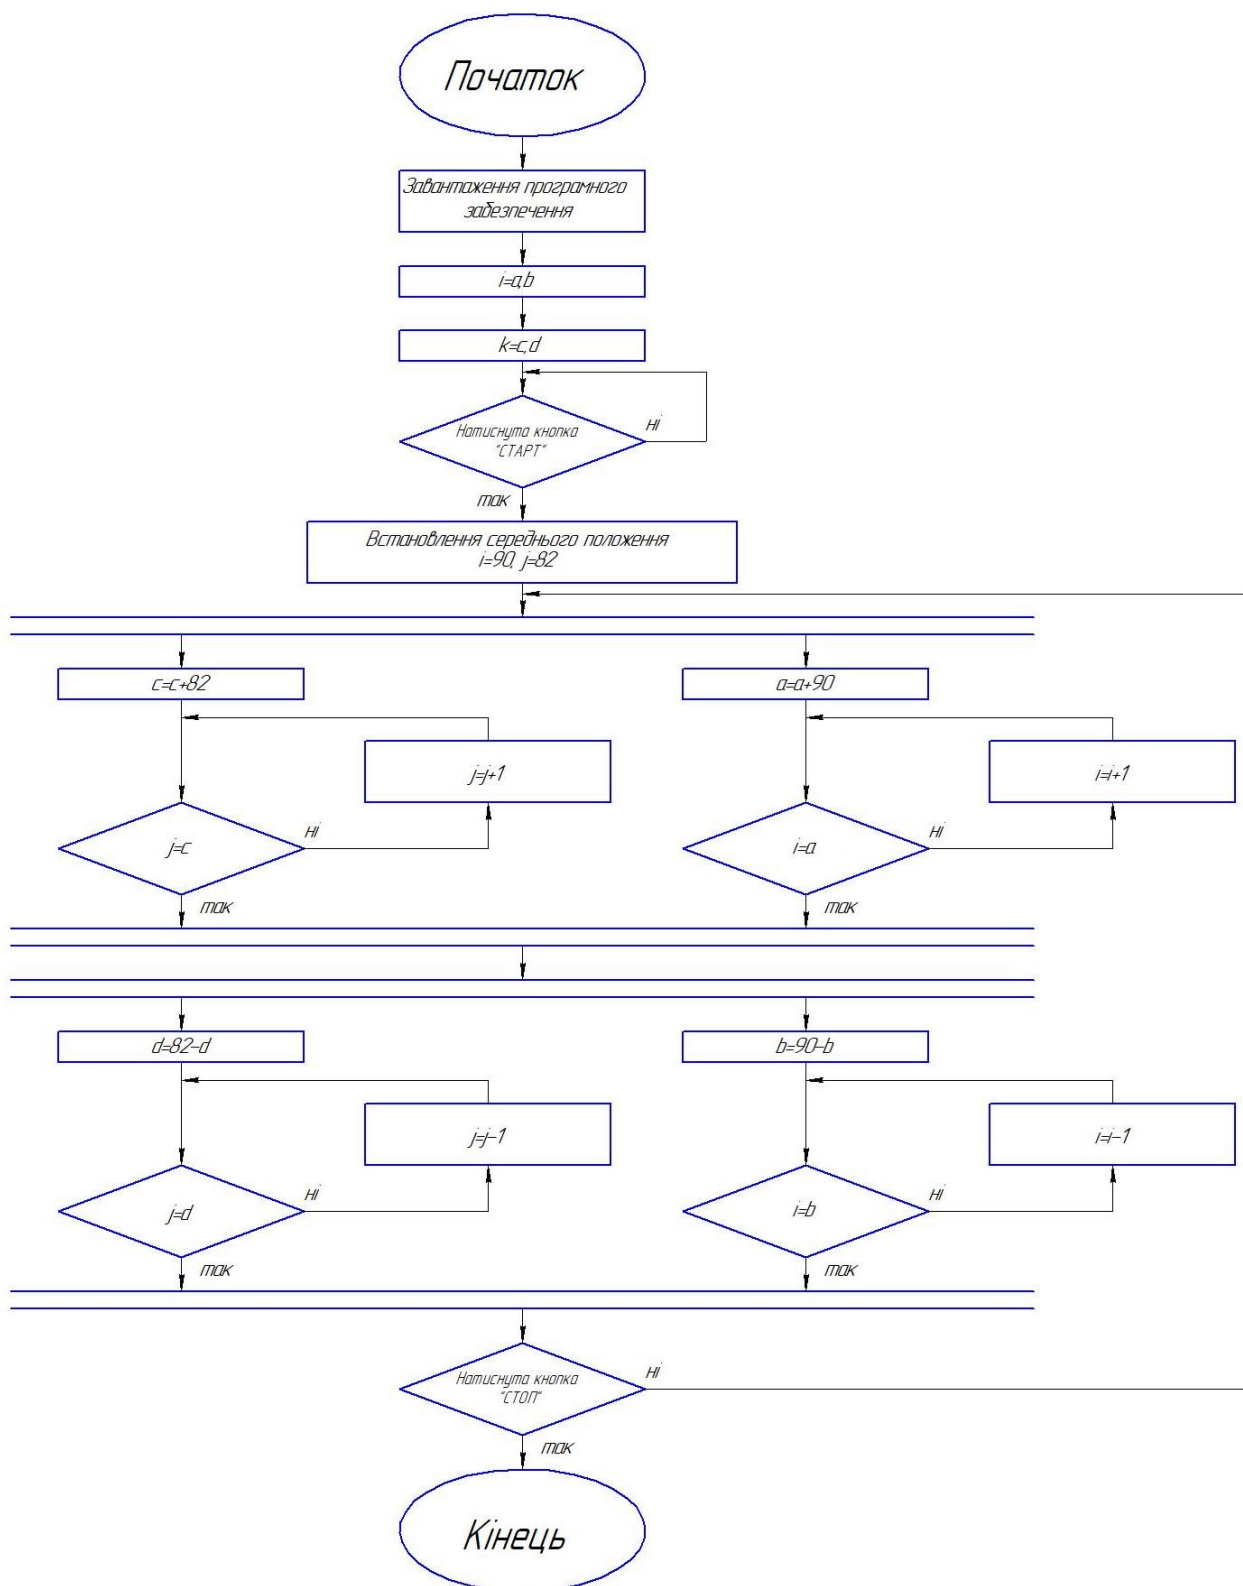 Початок
Завантаження програмного
забезпечення
i=a,b
k=c,d
Натиснута кнопка
"СТАРТ"
ні
так
Встановлення середнього положення
i=90, j=82
c=c+82
a=a+90
j=j+1
i=i+1
j=c
ні
i=a
ні
так
так
d=82-d
b=90-b
j=j-1
i=i-1
j=d
ні
i=b
ні
так
так
Натиснута кнопка
"СТОП"
ні
так
Кінець